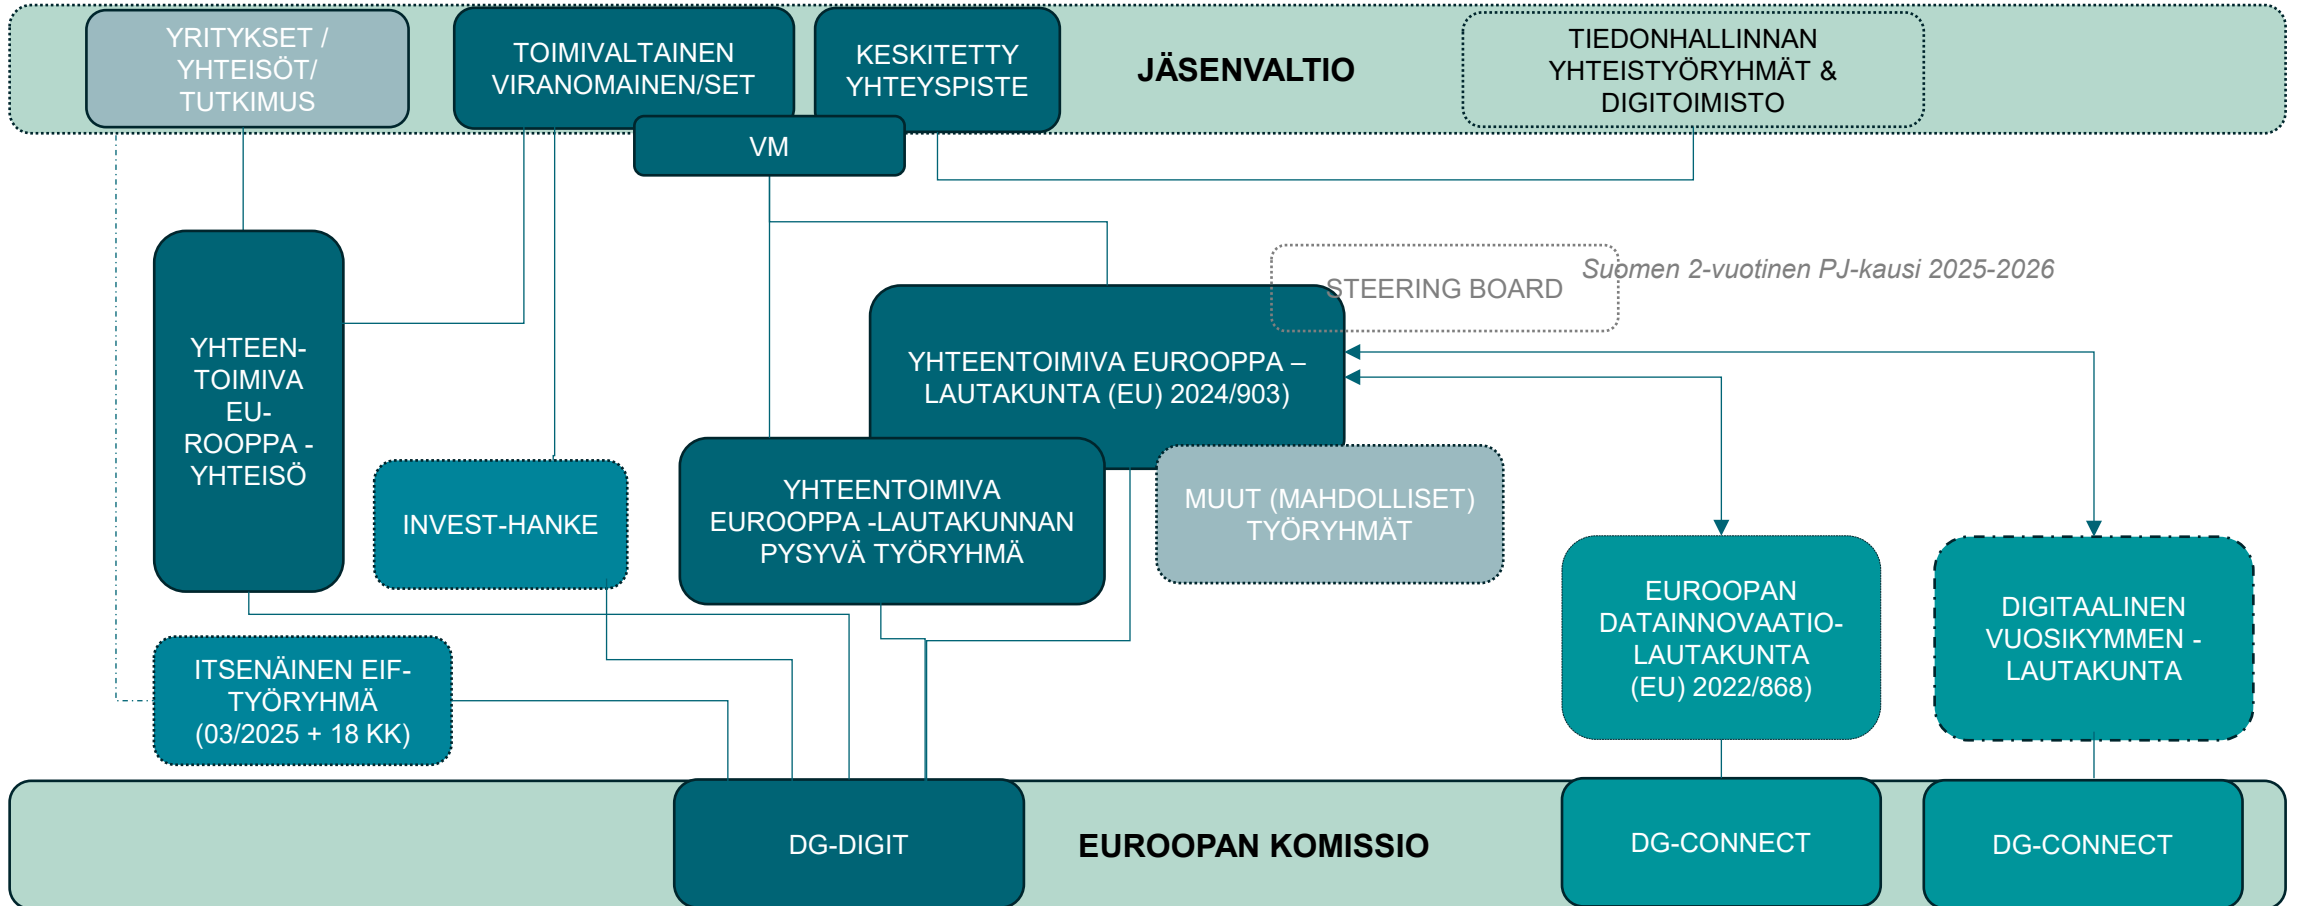 YRITYKSET /
YHTEISÖT/
TUTKIMUS
TOIMIVALTAINEN
VIRANOMAINEN/SET
KESKITETTY
YHTEYSPISTE
VM
JÄSENVALTIO
TIEDONHALLINNAN
YHTEISTYÖRYHMÄT &
DIGITOIMISTO
STEERING BOARD
Suomen 2-vuotinen PJ-kausi 2025-2026
YHTEEN-
TOIMIVA
EU-
ROOPPA -
YHTEISÖ
YHTEENTOIMIVA EUROOPPA –
LAUTAKUNTA (EU) 2024/903)
INVEST-HANKE
YHTEENTOIMIVA
EUROOPPA -LAUTAKUNNAN
PYSYVÄ TYÖRYHMÄ
MUUT (MAHDOLLISET)
TYÖRYHMÄT
EUROOPAN
DATAINNOVAATIO-
LAUTAKUNTA
(EU) 2022/868)
DIGITAALINEN
VUOSIKYMMEN -
LAUTAKUNTA
ITSENÄINEN EIF-
TYÖRYHMÄ
(03/2025 + 18 KK)
DG-DIGIT
EUROOPAN KOMISSIO
DG-CONNECT
DG-CONNECT